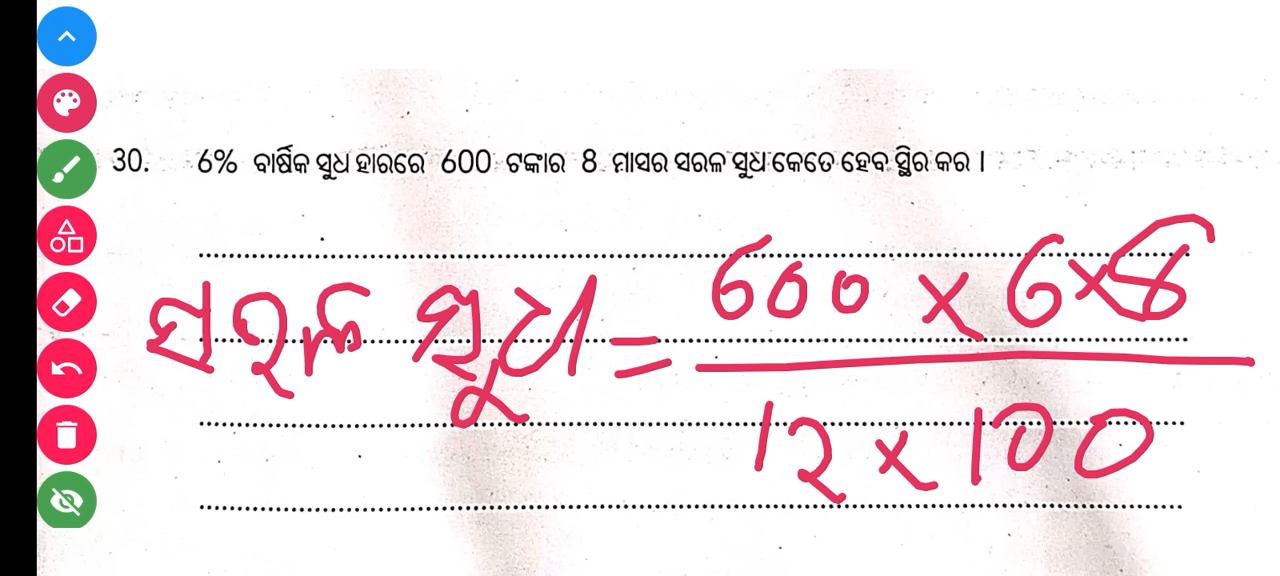 30. 6% ବାର୍ଷିକ ସୁଧ ହାରରେ 600 ଟଙ୍କାର 8 ମାସର ସରଳ ସୁଧ କେତେ ହେବ ସ୍ଥିର କର ।
ସରଳ ସୁଧ = 600 x 6 x 8
12 x 100